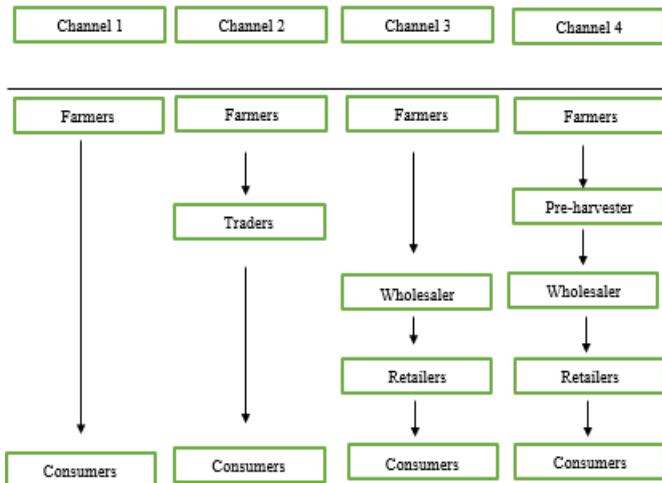 Channel 1
Channel 2
Channel 3
Channel 4
Farmers
Farmers
Farmers
Farmers
Pre-harvester
Traders
Wholesaler
Wholesaler
Retailers
Retailers
Consumers
Consumers
Consumers
Consumers